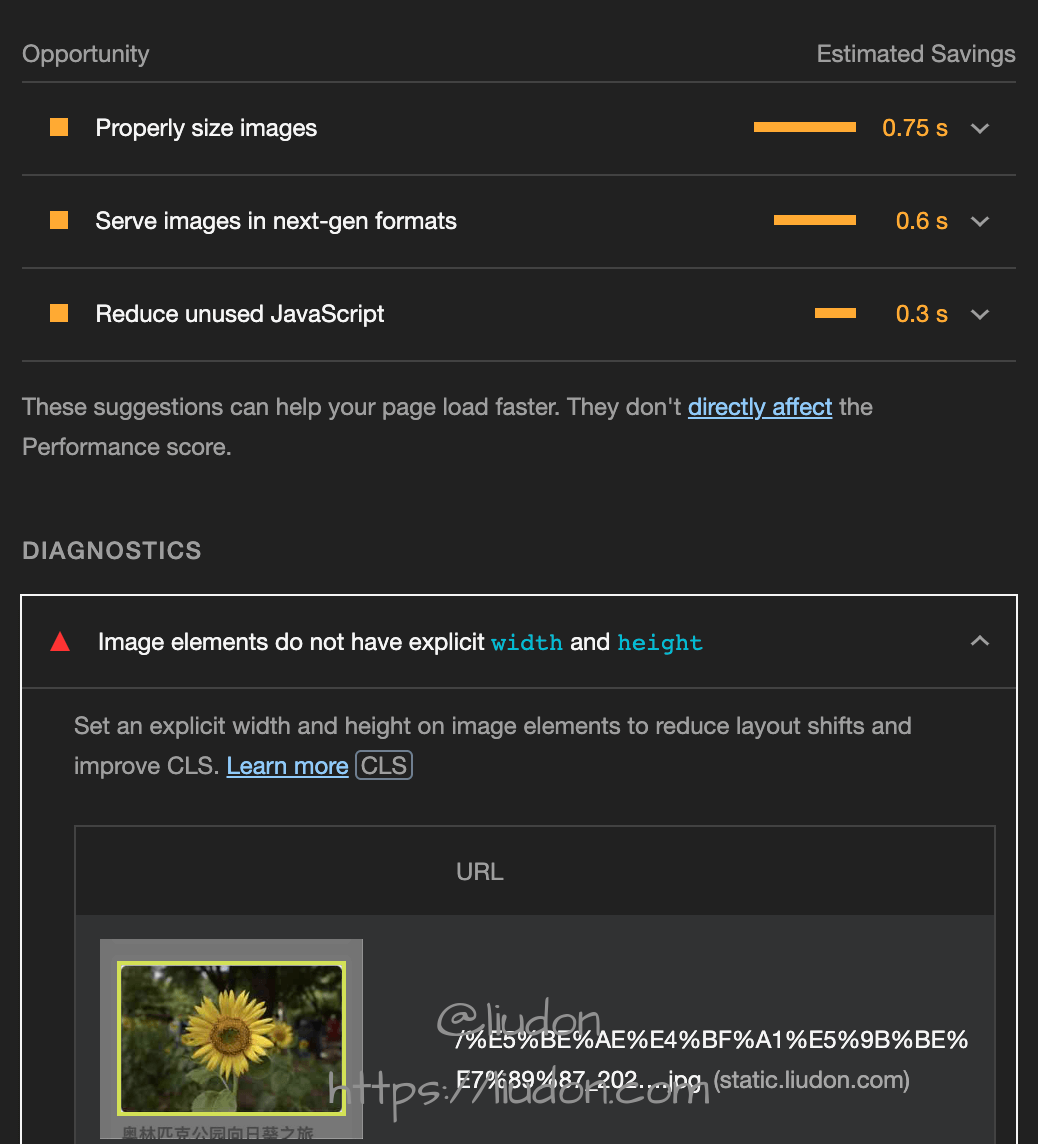 Opportunity Estimated Savings
Properly size images 0.75 s
Serve images in next-gen formats 0.6 s
Reduce unused JavaScript 0.3 s
These suggestions can help your page load faster. They don't directly affect the
Performance score.
DIAGNOSTICS
Image elements do not have explicit width and height
Set an explicit width and height on image elements to reduce layout shifts and
improve CLS. Learn more CLS
URL
@liudon
/%E5%BE%AE%E4%BF%A1%E5%9B%BE%
E7%89%87_202....jpg (static.liudon.com)
https://liudon.com
奥林匹克公园向日葵之旅